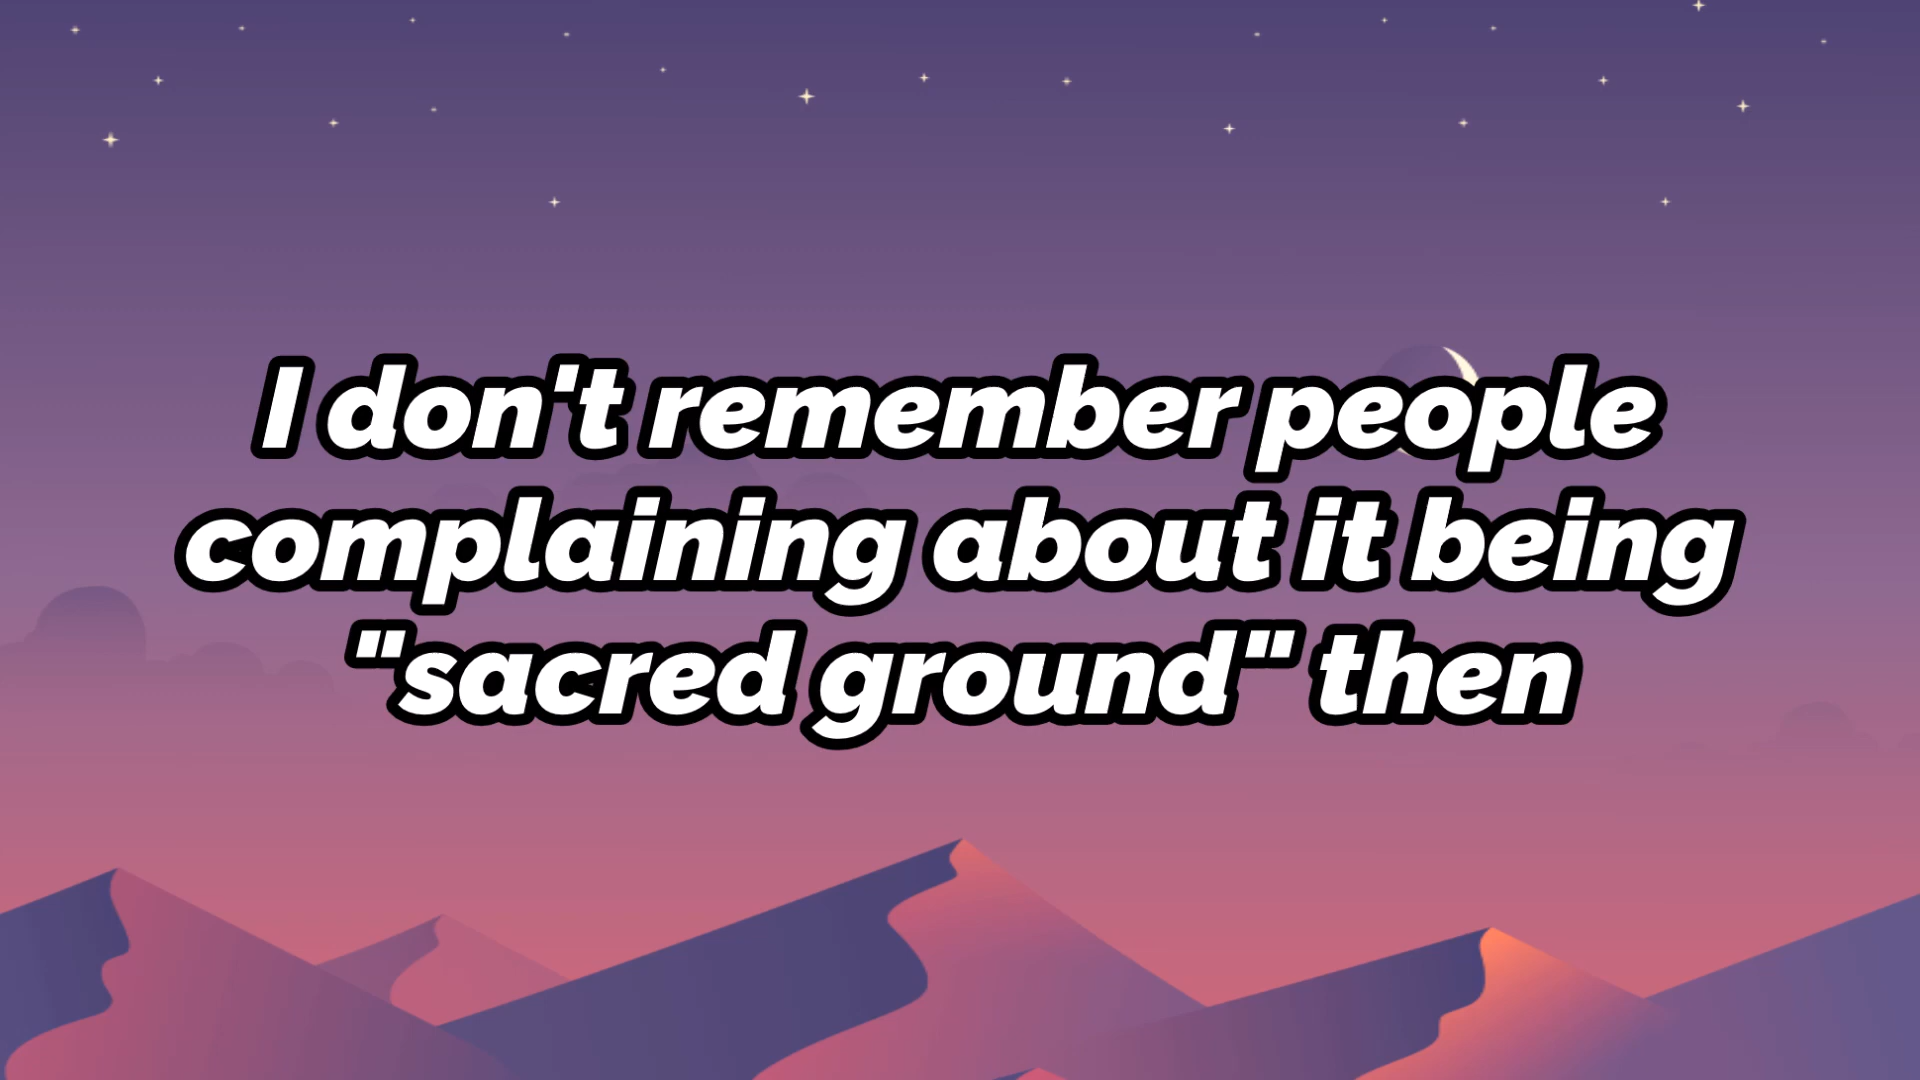 I don't remember people
complaining about it being
"sacred ground" then